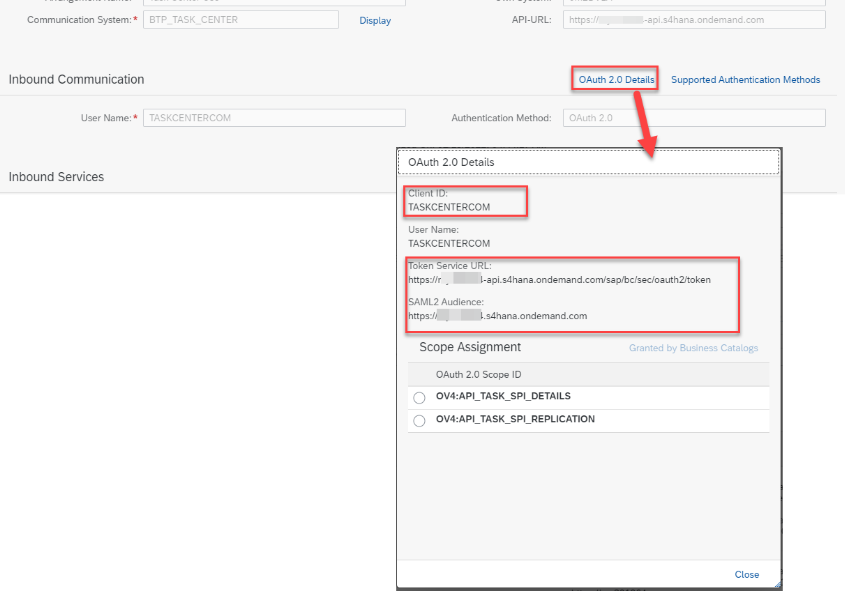 Communication System:* BTP_TASK_CENTER Display API-URL: https:// -api.s4hana.ondemand.com
Inbound Communication OAuth 2.0 Details Supported Authentication Methods
User Name:* TASKCENTERCOM Authentication Method: OAuth 2.0
Inbound Services
OAuth 2.0 Details
Client ID:
TASKCENTERCOM
User Name:
TASKCENTERCOM
Token Service URL:
https:// -api.s4hana.ondemand.com/sap/bc/sec/oauth2/token
SAML2 Audience:
https:// .s4hana.ondemand.com
Scope Assignment Granted by Business Catalogs
OAuth 2.0 Scope ID
OV4:API_TASK_SPI_DETAILS
OV4:API_TASK_SPI_REPLICATION
Close